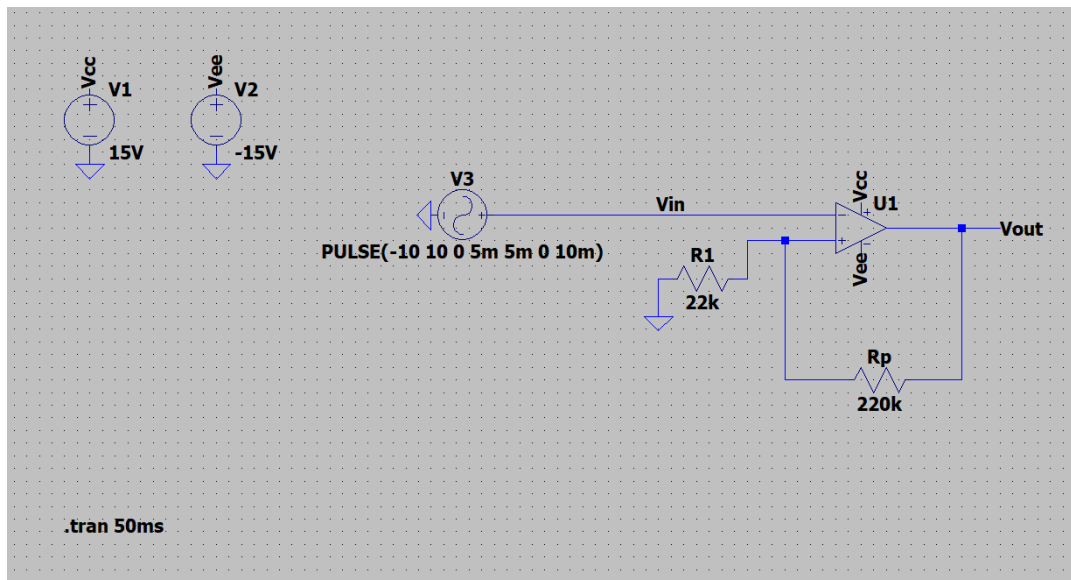 Vcc
V1
15V
Vee
V2
-15V
V3
PULSE(-10 10 0 5m 5m 0 10m)
Vin
Vcc
U1
Vee
Vout
R1
22k
Rp
220k
.tran 50ms